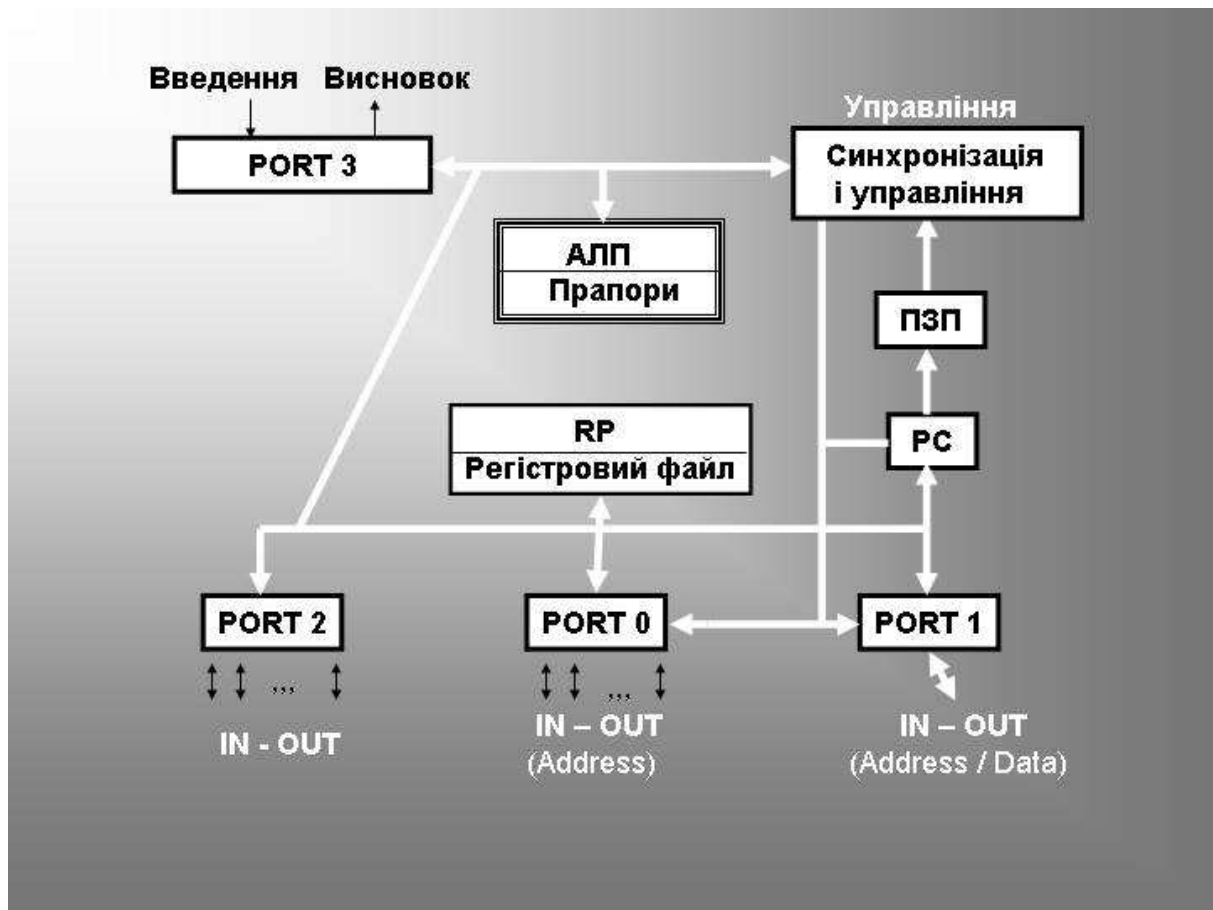 Введення Висновок
Управління
PORT 3
Синхронізація
і управління
АЛП
Прапори
ПЗП
RP
Регістровий файл
PC
PORT 2
PORT 0
PORT 1
,,,
,,,
IN - OUT
IN – OUT
(Address)
IN – OUT
(Address / Data)